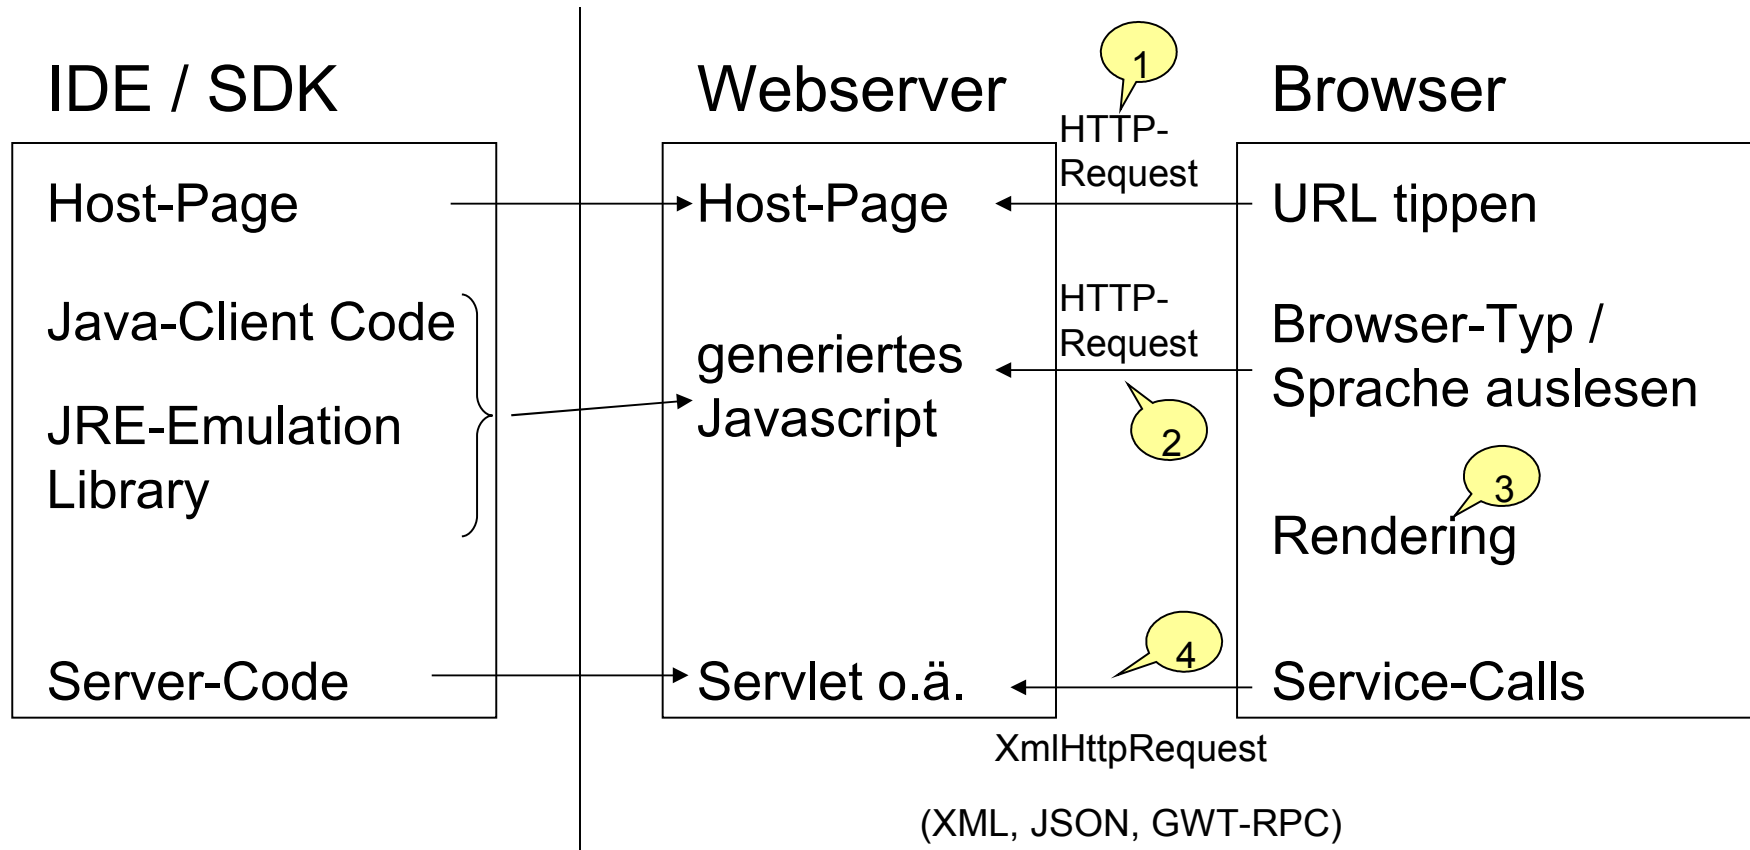 IDE / SDK
Host-Page
Java-Client Code
JRE-Emulation
Library
Server-Code
Webserver
Host-Page
generiertes
Javascript
Servlet o.ä.
1
HTTP-
Request
HTTP-
Request
2
4
XmlHttpRequest
(XML, JSON, GWT-RPC)
Browser
URL tippen
Browser-Typ /
Sprache auslesen
3
Rendering
Service-Calls